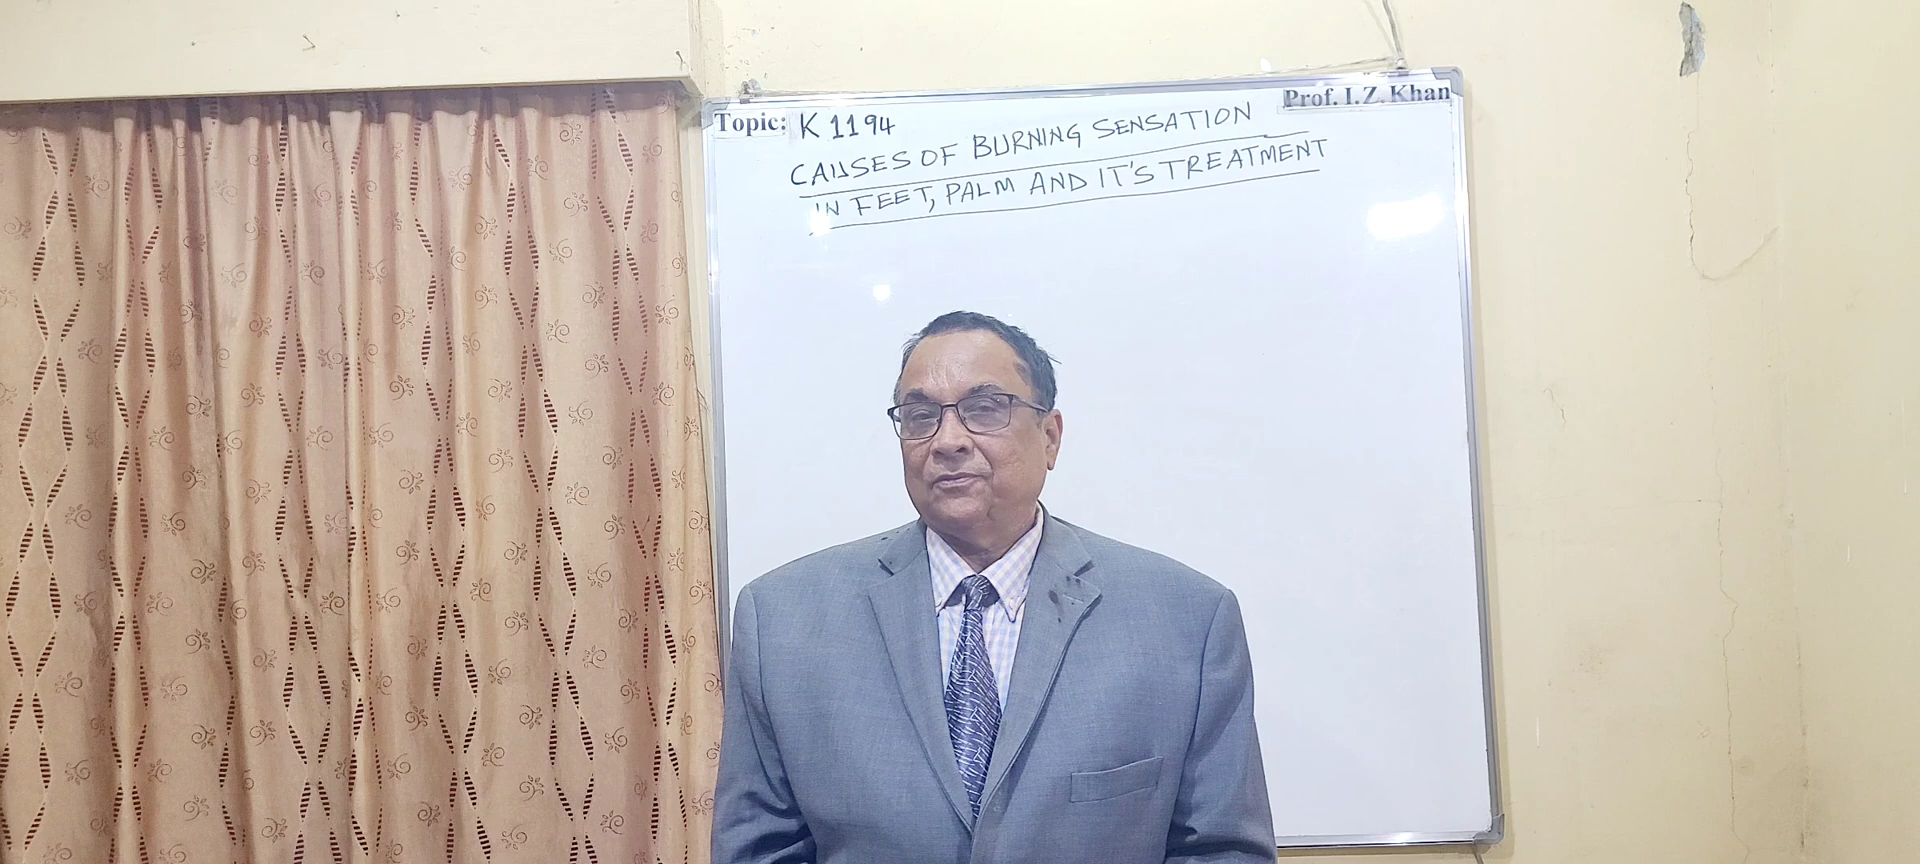 Topic: K 1194
Prof. I.Z. Khan
CAUSES OF BURNING SENSATION
IN FEET, PALM AND IT'S TREATMENT